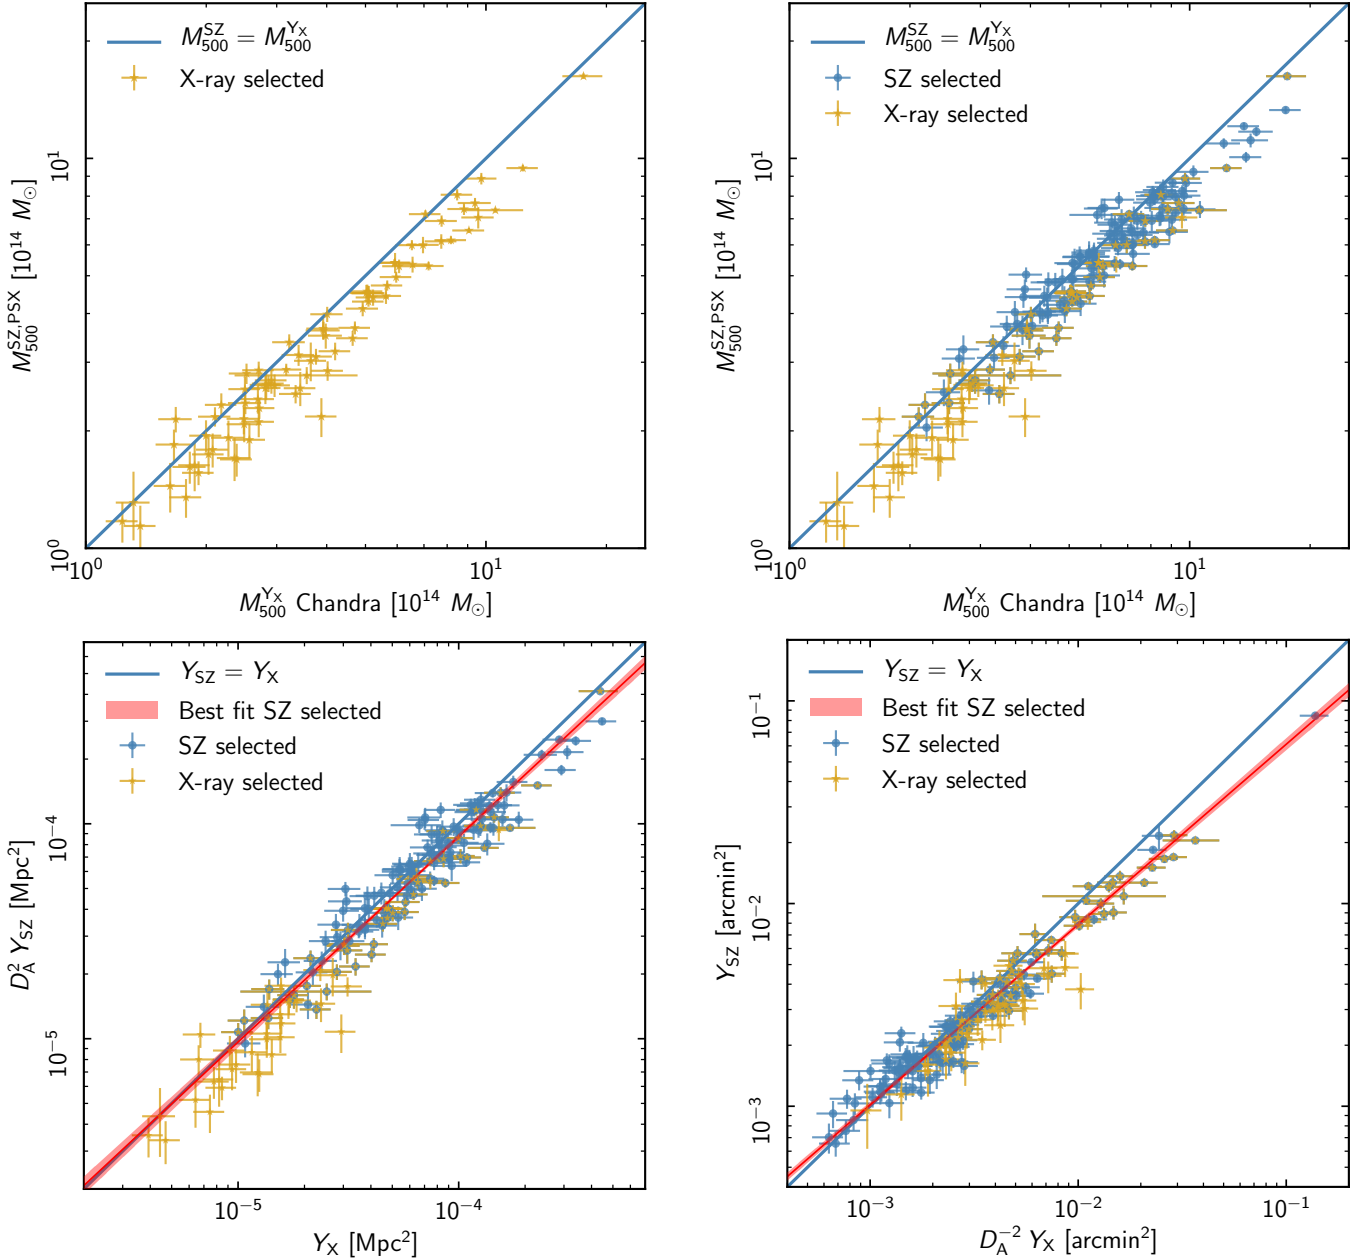 M_500^SZ = M_500^Y_X
X-ray selected
10^1
10^0
M_500^SZ,PSX [10^14 M_⊙]
10^0
10^1
M_500^Y_X Chandra [10^14 M_⊙]
M_500^SZ = M_500^Y_X
SZ selected
X-ray selected
10^1
10^0
M_500^SZ,PSX [10^14 M_⊙]
10^0
10^1
M_500^Y_X Chandra [10^14 M_⊙]
Y_SZ = Y_X
Best fit SZ selected
SZ selected
X-ray selected
10^−4
10^−5
D_A^2 Y_SZ [Mpc^2]
10^−5
10^−4
Y_X [Mpc^2]
Y_SZ = Y_X
Best fit SZ selected
SZ selected
X-ray selected
10^−1
10^−2
10^−3
Y_SZ [arcmin^2]
10^−3
10^−2
10^−1
D_A^−2 Y_X [arcmin^2]